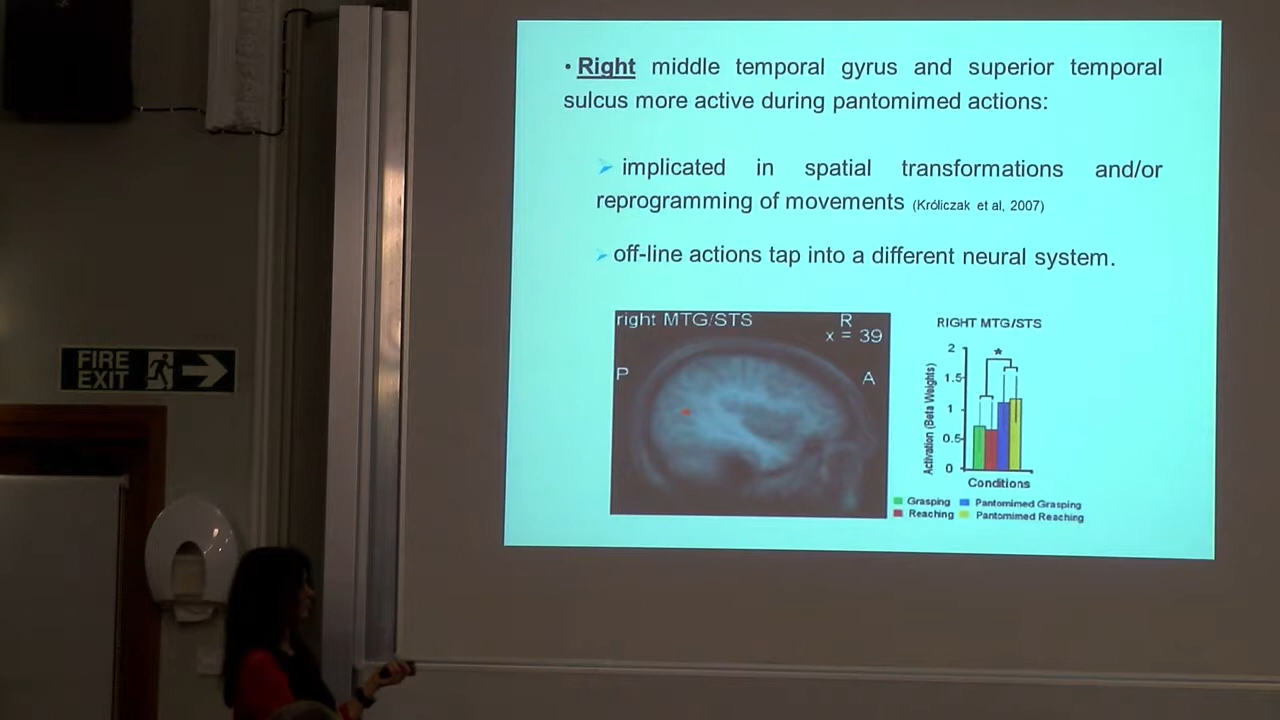 • Right middle temporal gyrus and superior temporal
sulcus more active during pantomimed actions:
➢ implicated in spatial transformations and/or
reprogramming of movements (Króliczak et al, 2007)
➢ off-line actions tap into a different neural system.
right MTG/STS
R
x = 39
P
A
RIGHT MTG/STS
2
*
1.5
1
0.5
0
Activation (Beta Weights)
Conditions
Grasping Pantomimed Grasping
Reaching Pantomimed Reaching
FIRE
EXIT